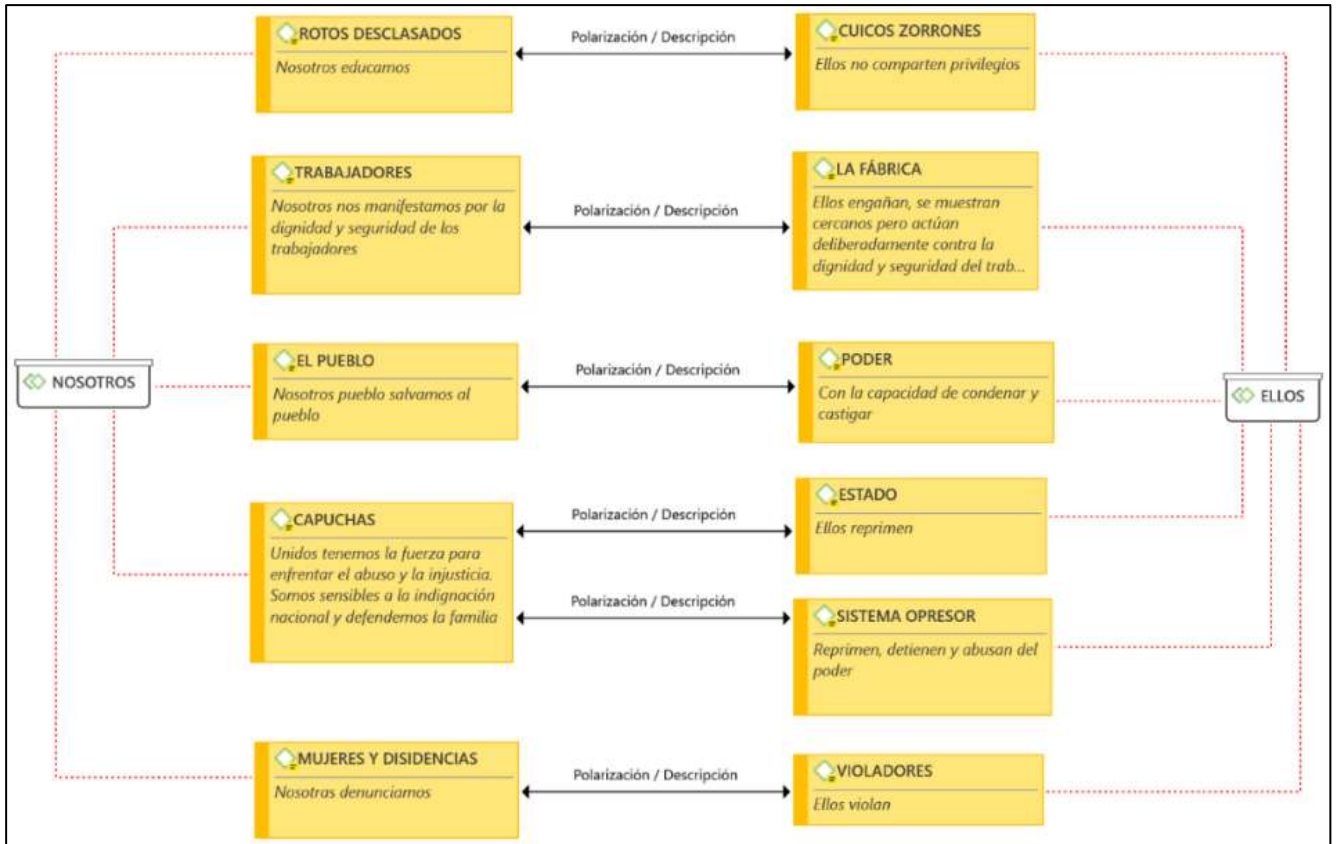 ROTOS DESCLASADOS
Nosotros educamos
Polarización / Descripción
CUICOS ZORRONES
Ellos no comparten privilegios
TRABAJADORES
Nosotros nos manifestamos por la
dignidad y seguridad de los
trabajadores
Polarización / Descripción
LA FÁBRICA
Ellos engañan, se muestran
cercanos pero actúan
deliberadamente contra la
dignidad y seguridad del trab...
NOSOTROS
EL PUEBLO
Nosotros pueblo salvamos al
pueblo
Polarización / Descripción
PODER
Con la capacidad de condenar y
castigar
ELLOS
CAPUCHAS
Unidos tenemos la fuerza para
enfrentar el abuso y la injusticia.
Somos sensibles a la indignación
nacional y defendemos la familia
Polarización / Descripción
ESTADO
Ellos reprimen
Polarización / Descripción
SISTEMA OPRESOR
Reprimen, detienen y abusan del
poder
MUJERES Y DISIDENCIAS
Nosotras denunciamos
Polarización / Descripción
VIOLADORES
Ellos violan